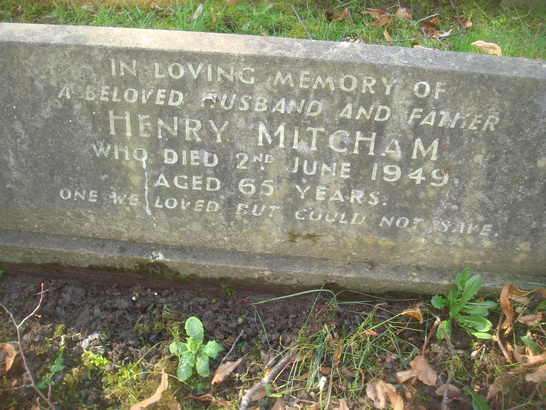 IN LOVING MEMORY OF
A BELOVED HUSBAND AND FATHER
HENRY MITCHAM
WHO DIED 2ND JUNE 1949
AGED 65 YEARS.
ONE WE LOVED BUT COULD NOT SAVE.